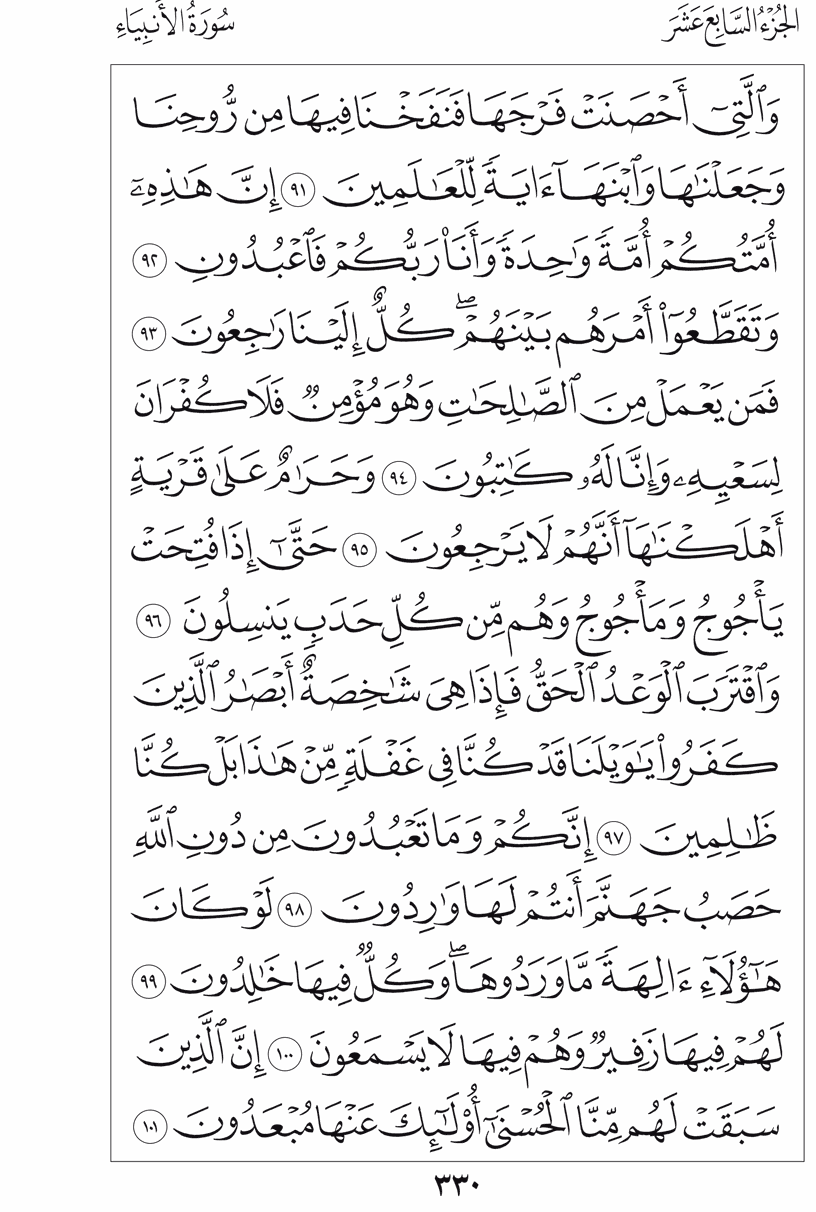 الجُزْءُ السَّابِعَ عَشَرَ
سُورَةُ الأَنبِيَاءِ
وَٱلَّتِىٓ أَحۡصَنَتۡ فَرۡجَهَا فَنَفَخۡنَا فِيهَا مِن رُّوحِنَا
وَجَعَلۡنَٰهَا وَٱبۡنَهَآ ءَايَةٗ لِّلۡعَٰلَمِينَ ٩١ إِنَّ هَٰذِهِۦٓ
أُمَّتُكُمۡ أُمَّةٗ وَٰحِدَةٗ وَأَنَا۠ رَبُّكُمۡ فَٱعۡبُدُونِ ٩٢
وَتَقَطَّعُوٓاْ أَمۡرَهُم بَيۡنَهُمۡۖ كُلٌّ إِلَيۡنَا رَٰجِعُونَ ٩٣
فَمَن يَعۡمَلۡ مِنَ ٱلصَّٰلِحَٰتِ وَهُوَ مُؤۡمِنٞ فَلَا كُفۡرَانَ
لِسَعۡيِهِۦ وَإِنَّا لَهُۥ كَٰتِبُونَ ٩٤ وَحَرَٰمٌ عَلَىٰ قَرۡيَةٍ
أَهۡلَكۡنَٰهَآ أَنَّهُمۡ لَا يَرۡجِعُونَ ٩٥ حَتَّىٰٓ إِذَا فُتِحَتۡ
يَأۡجُوجُ وَمَأۡجُوجُ وَهُم مِّن كُلِّ حَدَبٖ يَنسِلُونَ ٩٦
وَٱقۡتَرَبَ ٱلۡوَعۡدُ ٱلۡحَقُّ فَإِذَا هِىَ شَٰخِصَةٌ أَبۡصَٰرُ ٱلَّذِينَ
كَفَرُواْ يَٰوَيۡلَنَا قَدۡ كُنَّا فِى غَفۡلَةٖ مِّنۡ هَٰذَا بَلۡ كُنَّا
ظَٰلِمِينَ ٩٧ إِنَّكُمۡ وَمَا تَعۡبُدُونَ مِن دُونِ ٱللَّهِ
حَصَبُ جَهَنَّمَ أَنتُمۡ لَهَا وَٰرِدُونَ ٩٨ لَوۡ كَانَ
هَٰٓؤُلَآءِ ءَالِهَةٗ مَّا وَرَدُوهَاۖ وَكُلّٞ فِيهَا خَٰلِدُونَ ٩٩
لَهُمۡ فِيهَا زَفِيرٞ وَهُمۡ فِيهَا لَا يَسۡمَعُونَ ١٠٠ إِنَّ ٱلَّذِينَ
سَبَقَتۡ لَهُم مِّنَّا ٱلۡحُسۡنَىٰٓ أُوْلَٰٓئِكَ عَنۡهَا مُبۡعَدُونَ ١٠١
٣٣٠